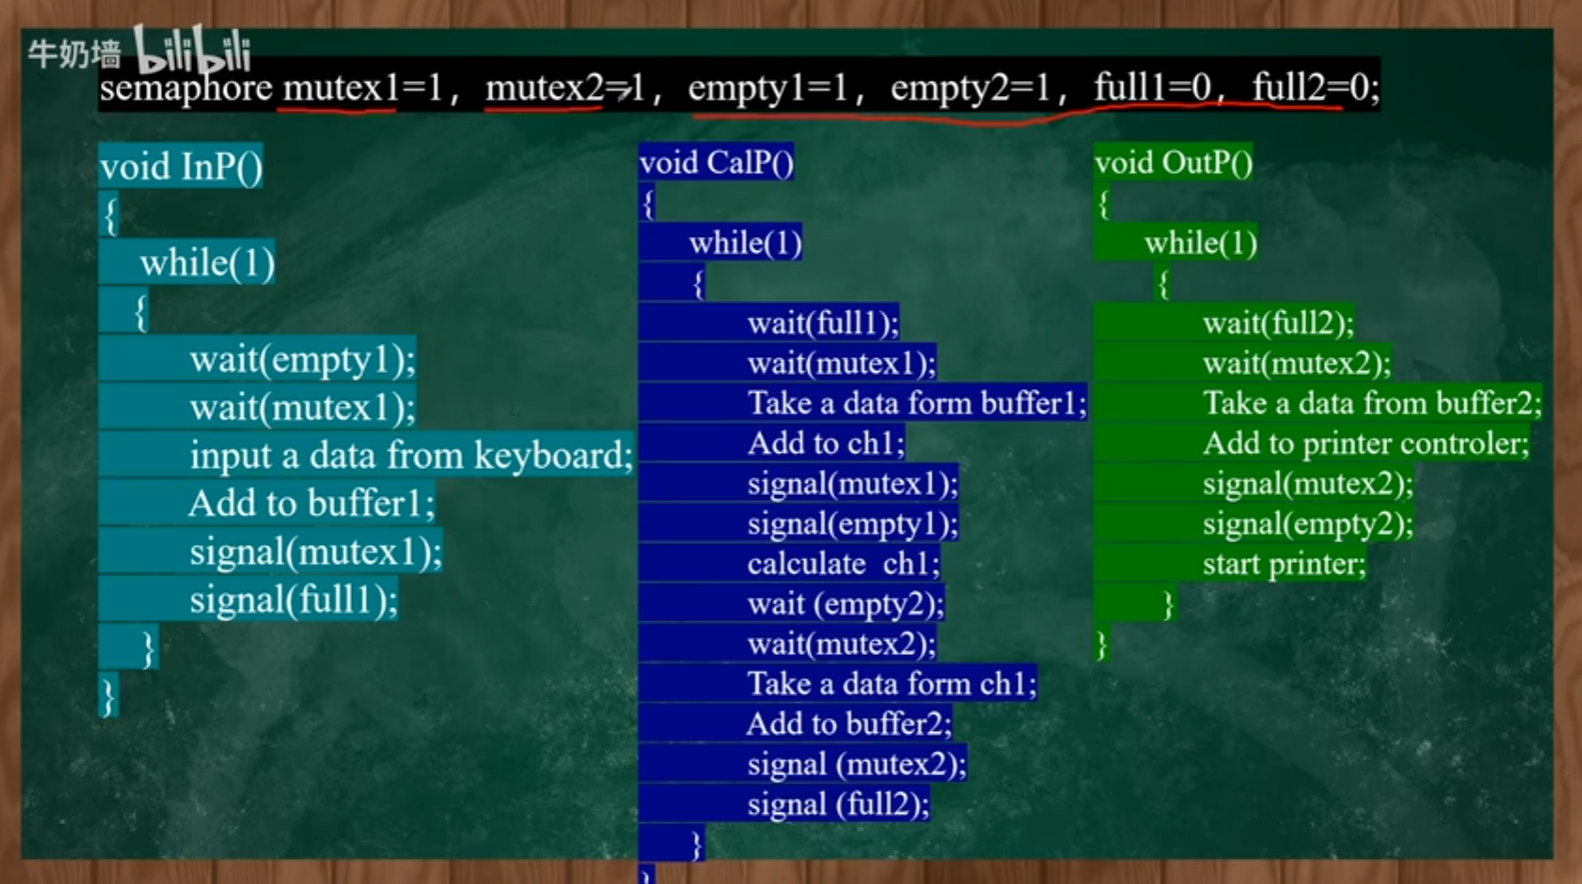 牛奶墙 bilibili
semaphore mutex1=1, mutex2=1, empty1=1, empty2=1, full1=0, full2=0;
void InP()
{
while(1)
{
wait(empty1);
wait(mutex1);
input a data from keyboard;
Add to buffer1;
signal(mutex1);
signal(full1);
}
}
void CalP()
{
while(1)
{
wait(full1);
wait(mutex1);
Take a data form buffer1;
Add to ch1;
signal(mutex1);
signal(empty1);
calculate ch1;
wait (empty2);
wait(mutex2);
Take a data form ch1;
Add to buffer2;
signal (mutex2);
signal (full2);
}
}
void OutP()
{
while(1)
{
wait(full2);
wait(mutex2);
Take a data from buffer2;
Add to printer controler;
signal(mutex2);
signal(empty2);
start printer;
}
}